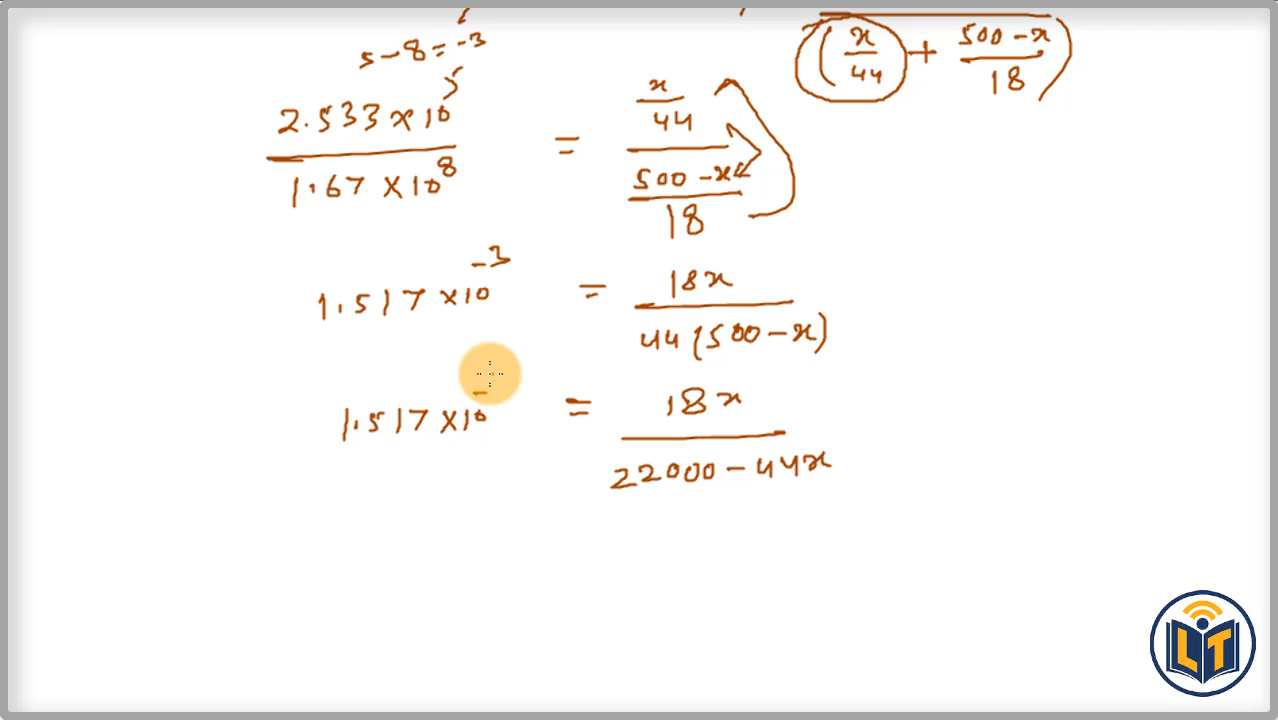 5 - 8 = -3
(x/44 + (500 - x)/18)
(2.533 × 10^5)/(1.67 × 10^8) = (x/44)/((500 - x)/18)
1.517 × 10^-3 = 18x/(44(500 - x))
1.517 × 10^- = 18x/(22000 - 44x)
LT